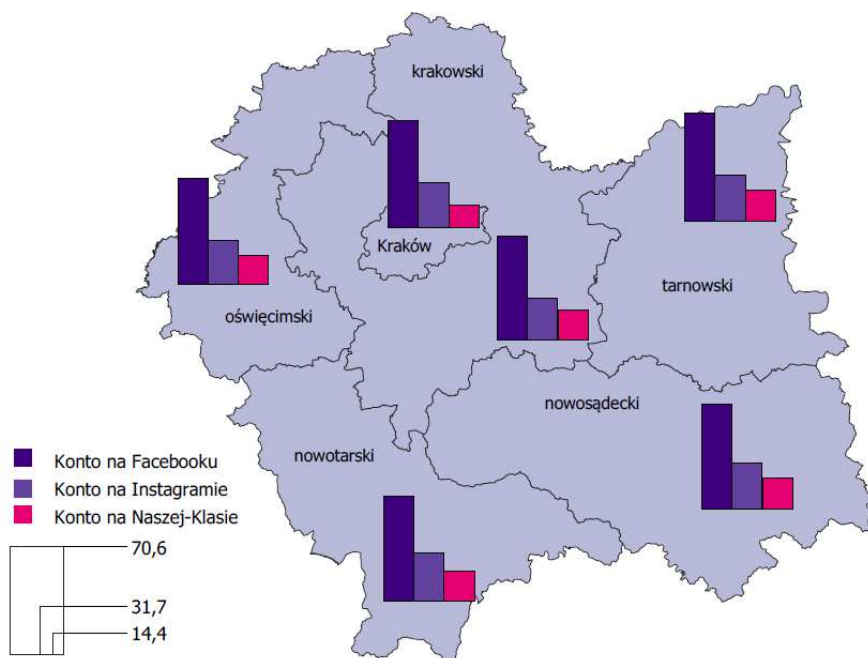 krakowski
Kraków
tarnowski
oświęcimski
nowosądecki
nowotarski
Konto na Facebooku
Konto na Instagramie
Konto na Naszej-Klasie
70,6
31,7
14,4